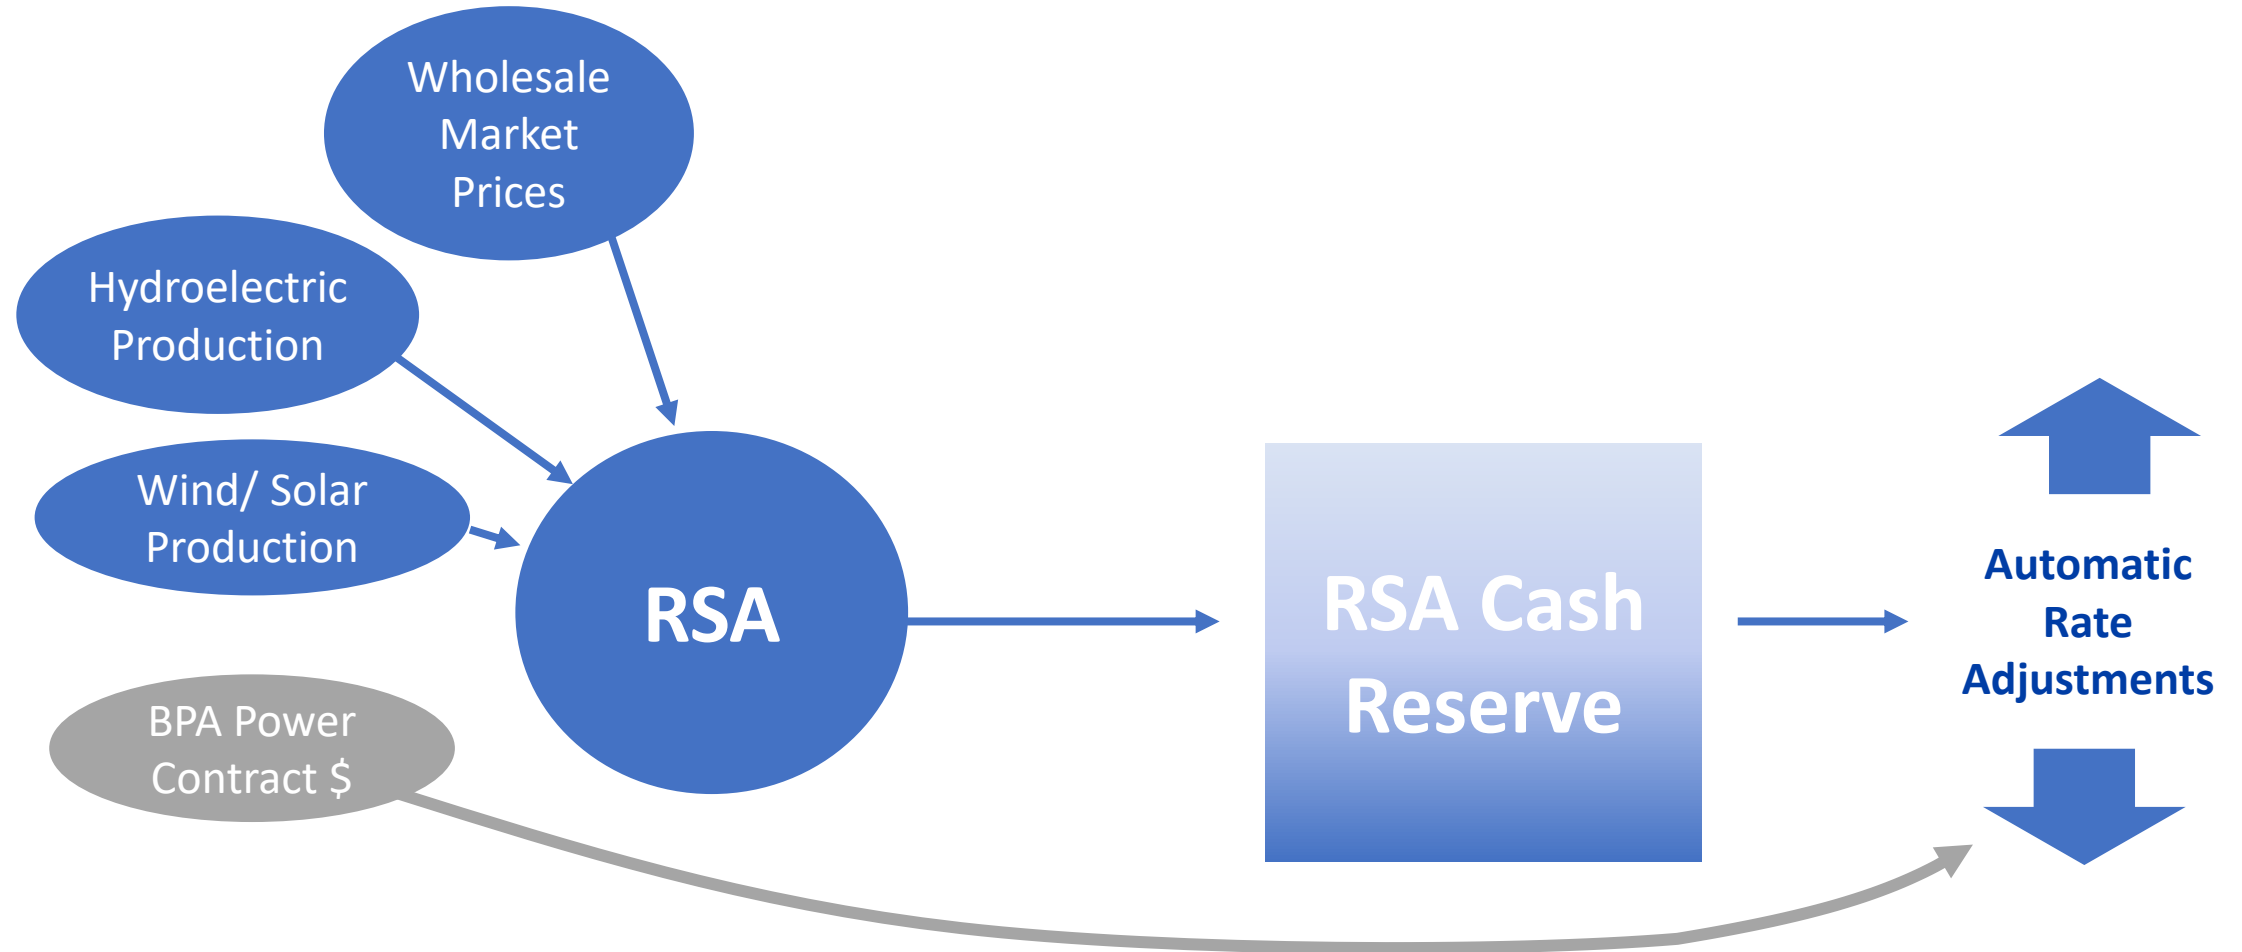 Wholesale
Market
Prices
Hydroelectric
Production
Wind/ Solar
Production
BPA Power
Contract $
RSA
RSA Cash
Reserve
Automatic
Rate
Adjustments